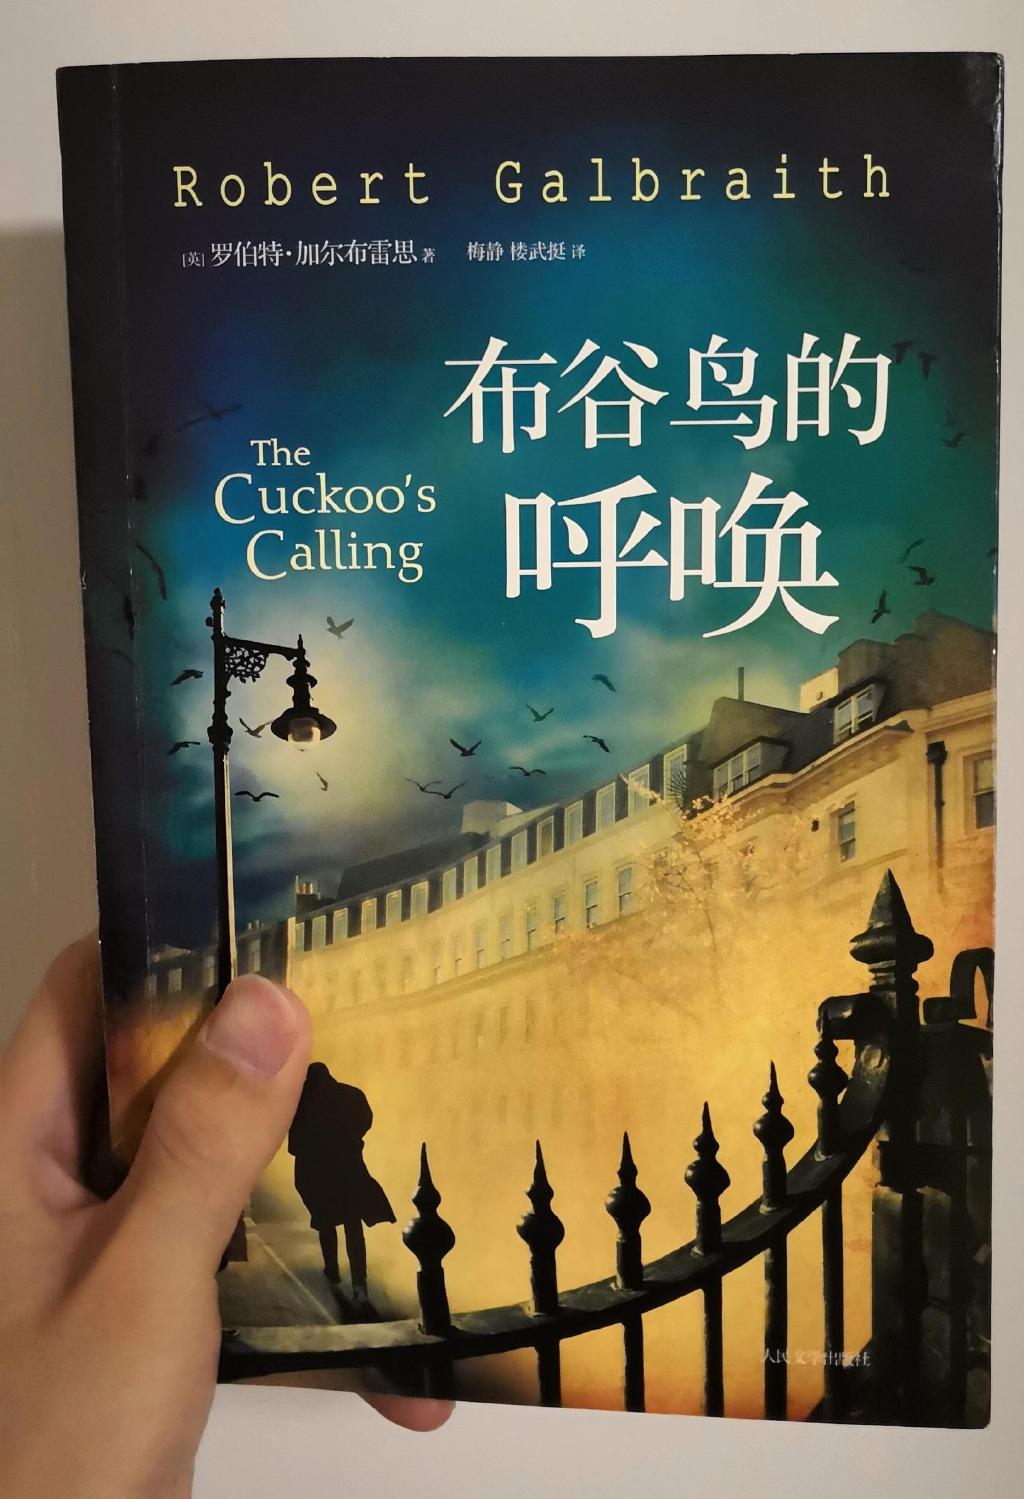 Robert Galbraith
[英] 罗伯特·加尔布雷思 著 梅静 楼武挺 译
布谷鸟的
呼唤
The
Cuckoo's
Calling
人民文学出版社